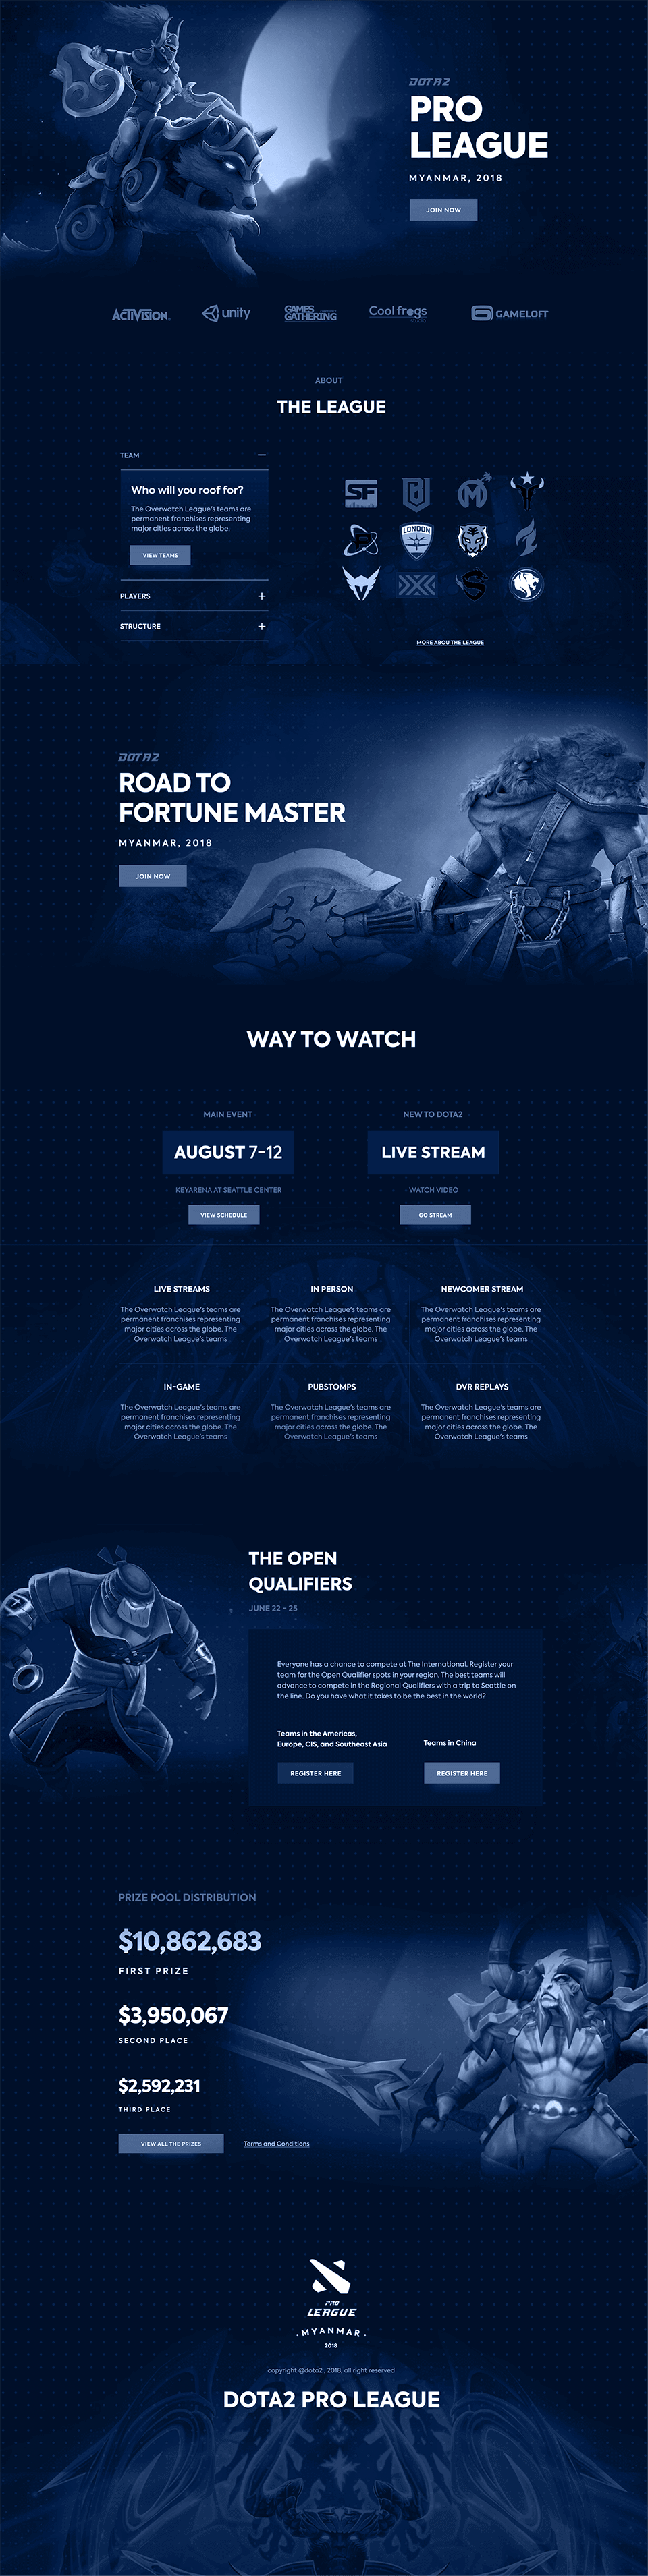 DOTA2
PRO
LEAGUE
MYANMAR, 2018
JOIN NOW
ACTIVISION
unity
GAMES
GATHERING
Cool frogs
STUDIO
GAMELOFT
ABOUT
THE LEAGUE
TEAM
Who will you roof for?
The Overwatch League's teams are
permanent franchises representing
major cities across the globe.
VIEW TEAMS
PLAYERS
STRUCTURE
SF
LONDON
MORE ABOU THE LEAGUE
DOTA2
ROAD TO
FORTUNE MASTER
MYANMAR, 2018
JOIN NOW
WAY TO WATCH
MAIN EVENT
AUGUST 7-12
KEYARENA AT SEATTLE CENTER
VIEW SCHEDULE
NEW TO DOTA2
LIVE STREAM
WATCH VIDEO
GO STREAM
LIVE STREAMS
The Overwatch League's teams are
permanent franchises representing
major cities across the globe. The
Overwatch League's teams
IN PERSON
The Overwatch League's teams are
permanent franchises representing
major cities across the globe. The
Overwatch League's teams
NEWCOMER STREAM
The Overwatch League's teams are
permanent franchises representing
major cities across the globe. The
Overwatch League's teams
IN-GAME
The Overwatch League's teams are
permanent franchises representing
major cities across the globe. The
Overwatch League's teams
PUBSTOMPS
The Overwatch League's teams are
permanent franchises representing
major cities across the globe. The
Overwatch League's teams
DVR REPLAYS
The Overwatch League's teams are
permanent franchises representing
major cities across the globe. The
Overwatch League's teams
THE OPEN
QUALIFIERS
JUNE 22 - 25
Everyone has a chance to compete at The International. Register your
team for the Open Qualifier spots in your region. The best teams will
advance to compete in the Regional Qualifiers with a trip to Seattle on
the line. Do you have what it takes to be the best in the world?
Teams in the Americas,
Europe, CIS, and Southeast Asia
REGISTER HERE
Teams in China
REGISTER HERE
PRIZE POOL DISTRIBUTION
$10,862,683
FIRST PRIZE
$3,950,067
SECOND PLACE
$2,592,231
THIRD PLACE
VIEW ALL THE PRIZES
Terms and Conditions
PRO
LEAGUE
MYANMAR
2018
copyright @dota2 , 2018, all right reserved
DOTA2 PRO LEAGUE